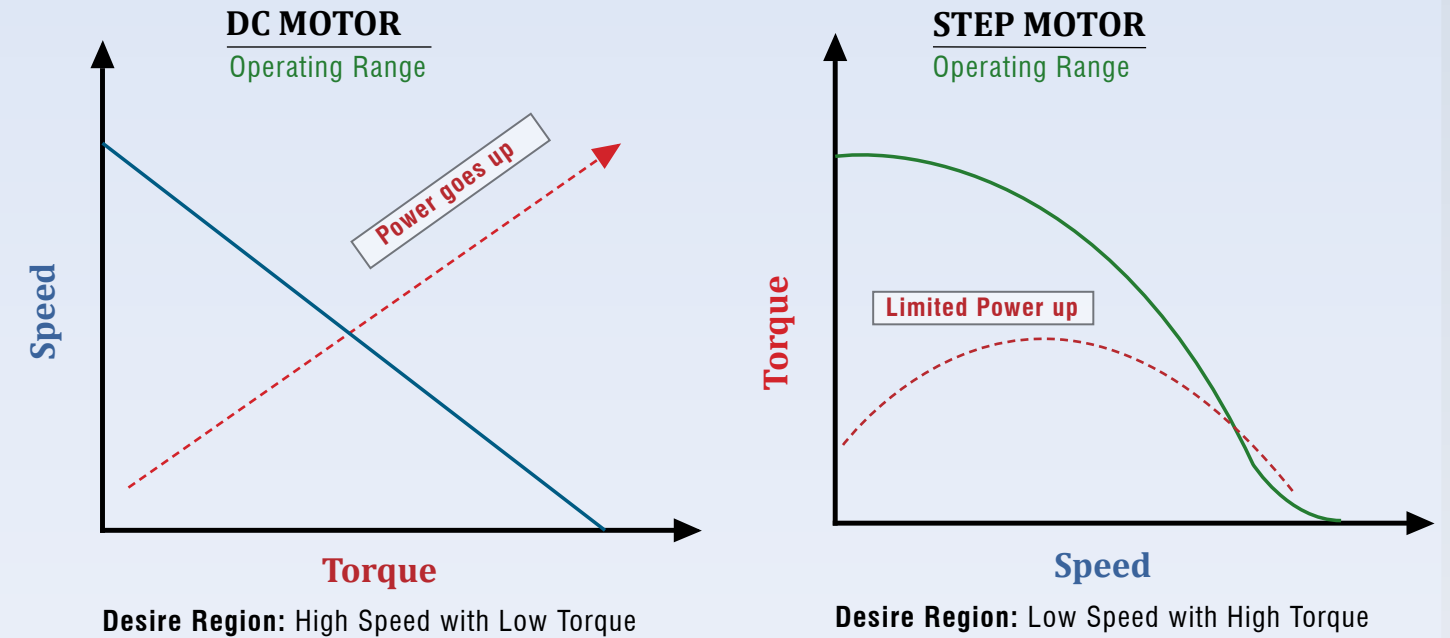 DC MOTOR
Operating Range
Power goes up
Speed
Torque
Desire Region: High Speed with Low Torque
STEP MOTOR
Operating Range
Limited Power up
Torque
Speed
Desire Region: Low Speed with High Torque